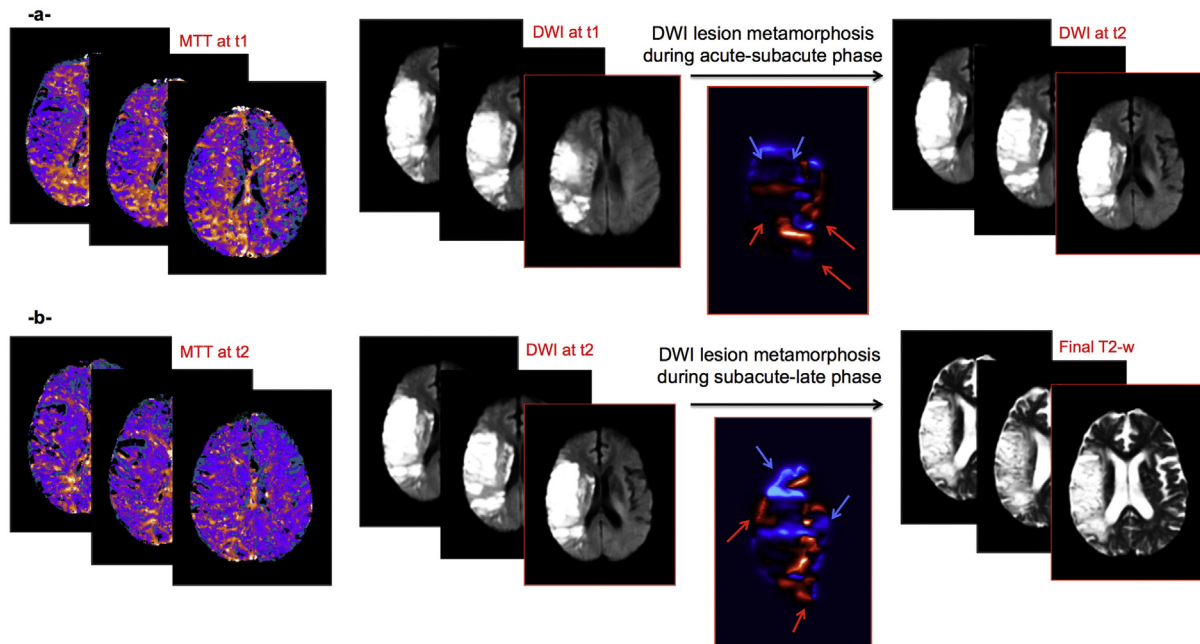 -a-
MTT at t1
DWI at t1
DWI lesion metamorphosis
during acute-subacute phase
DWI at t2
-b-
MTT at t2
DWI at t2
DWI lesion metamorphosis
during subacute-late phase
Final T2-w